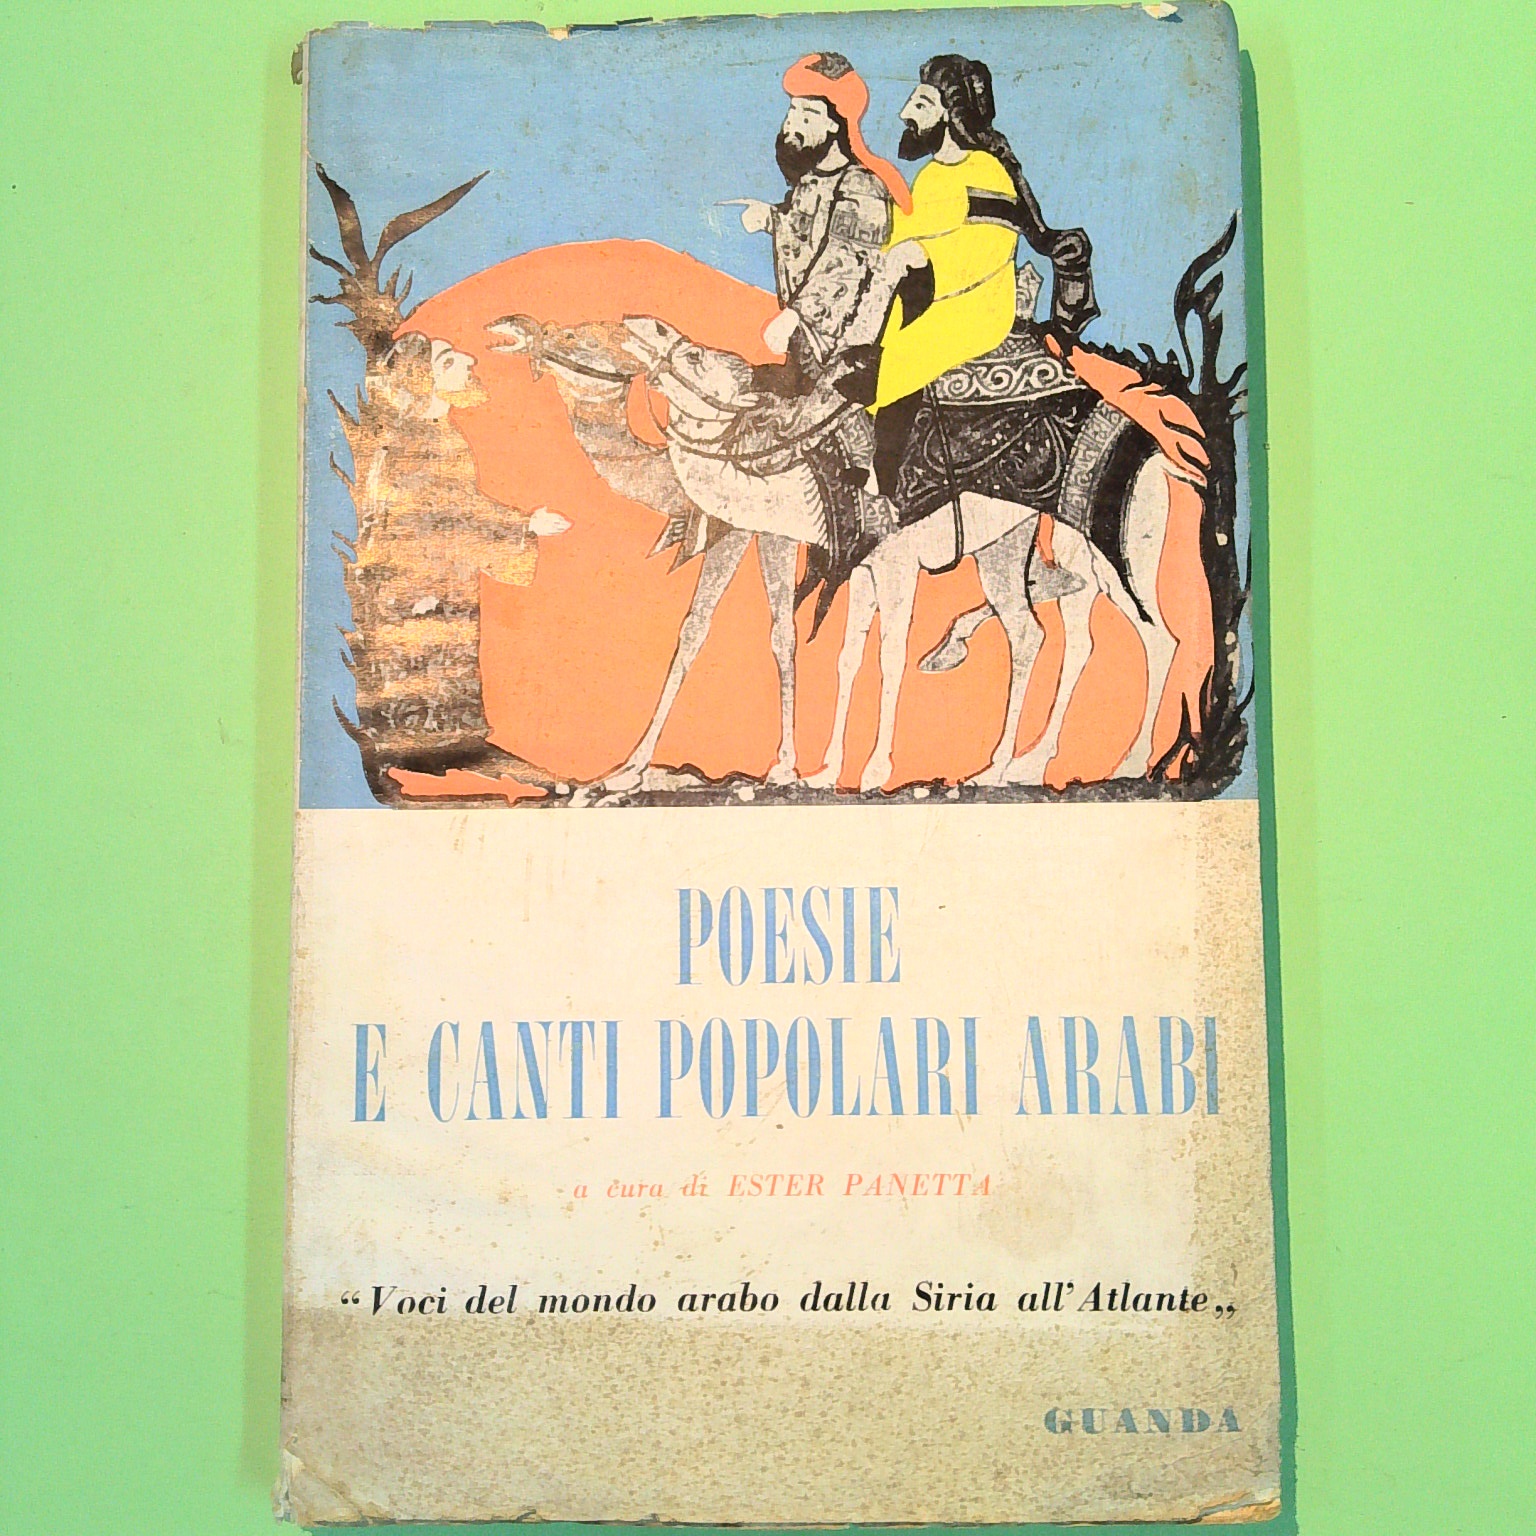 POESIE
E CANTI POPOLARI ARABI
a cura di ESTER PANETTA
“Voci del mondo arabo dalla Siria all'Atlante„
GUANDA